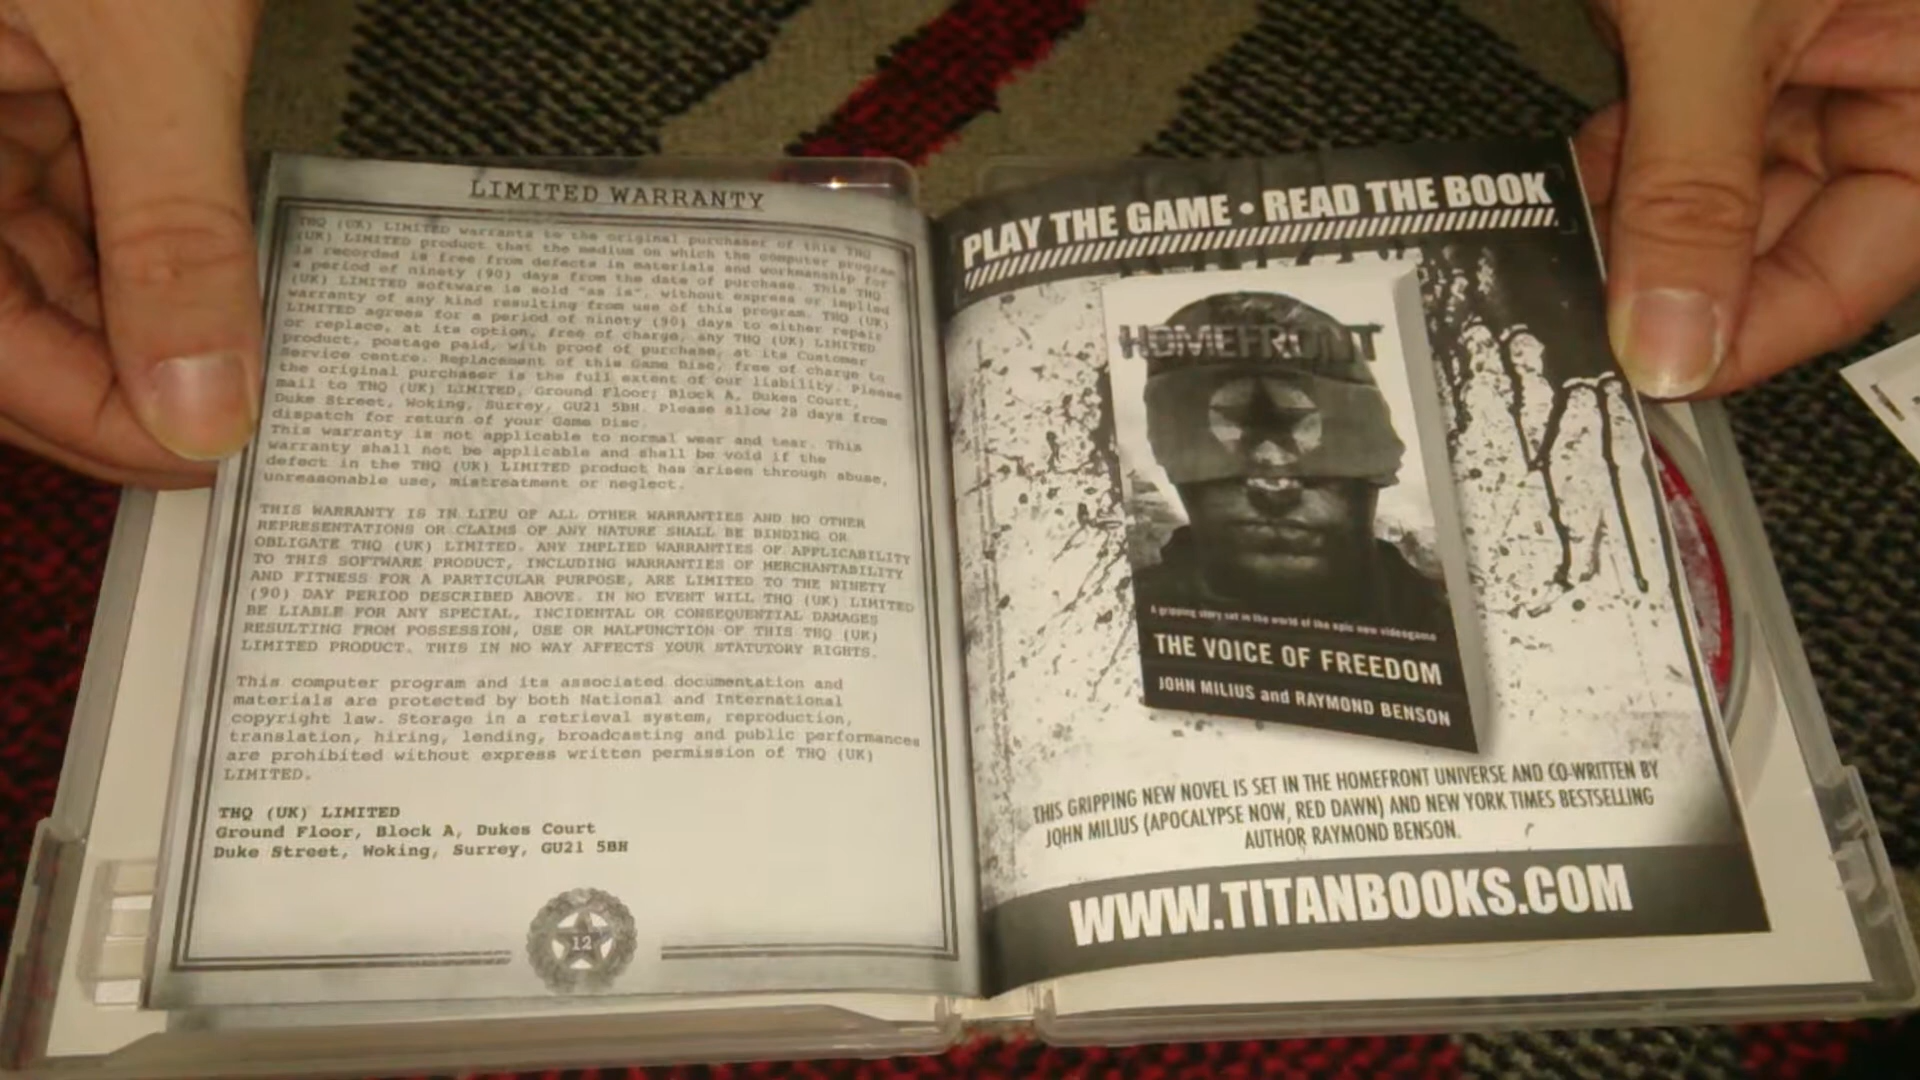 LIMITED WARRANTY
THQ (UK) LIMITED warrants to the original purchaser of this THQ
(UK) LIMITED product that the medium on which the computer program
is recorded is free from defects in materials and workmanship for
a period of ninety (90) days from the date of purchase. This THQ
(UK) LIMITED software is sold "as is", without express or implied
warranty of any kind resulting from use of this program. THQ (UK)
LIMITED agrees for a period of ninety (90) days to either repair
or replace, at its option, free of charge, any THQ (UK) LIMITED
product, postage paid, with proof of purchase, at its Customer
Service centre. Replacement of this Game Disc, free of charge to
the original purchaser is the full extent of our liability. Please
mail to THQ (UK) LIMITED, Ground Floor; Block A, Dukes Court,
Duke Street, Woking, Surrey, GU21 5BH. Please allow 28 days from
dispatch for return of your Game Disc.
This warranty is not applicable to normal wear and tear. This
warranty shall not be applicable and shall be void if the
defect in the THQ (UK) LIMITED product has arisen through abuse,
unreasonable use, mistreatment or neglect.
THIS WARRANTY IS IN LIEU OF ALL OTHER WARRANTIES AND NO OTHER
REPRESENTATIONS OR CLAIMS OF ANY NATURE SHALL BE BINDING OR
OBLIGATE THQ (UK) LIMITED. ANY IMPLIED WARRANTIES OF APPLICABILITY
TO THIS SOFTWARE PRODUCT, INCLUDING WARRANTIES OF MERCHANTABILITY
AND FITNESS FOR A PARTICULAR PURPOSE, ARE LIMITED TO THE NINETY
(90) DAY PERIOD DESCRIBED ABOVE. IN NO EVENT WILL THQ (UK) LIMITED
BE LIABLE FOR ANY SPECIAL, INCIDENTAL OR CONSEQUENTIAL DAMAGES
RESULTING FROM POSSESSION, USE OR MALFUNCTION OF THIS THQ (UK)
LIMITED PRODUCT. THIS IN NO WAY AFFECTS YOUR STATUTORY RIGHTS.
This computer program and its associated documentation and
materials are protected by both National and International
copyright law. Storage in a retrieval system, reproduction,
translation, hiring, lending, broadcasting and public performances
are prohibited without express written permission of THQ (UK)
LIMITED.
THQ (UK) LIMITED
Ground Floor, Block A, Dukes Court
Duke Street, Woking, Surrey, GU21 5BH
12
PLAY THE GAME • READ THE BOOK
HOMEFRONT
A gripping story set in the world of the epic new videogame
THE VOICE OF FREEDOM
JOHN MILIUS and RAYMOND BENSON
THIS GRIPPING NEW NOVEL IS SET IN THE HOMEFRONT UNIVERSE AND CO-WRITTEN BY
JOHN MILIUS (APOCALYPSE NOW, RED DAWN) AND NEW YORK TIMES BESTSELLING
AUTHOR RAYMOND BENSON.
WWW.TITANBOOKS.COM